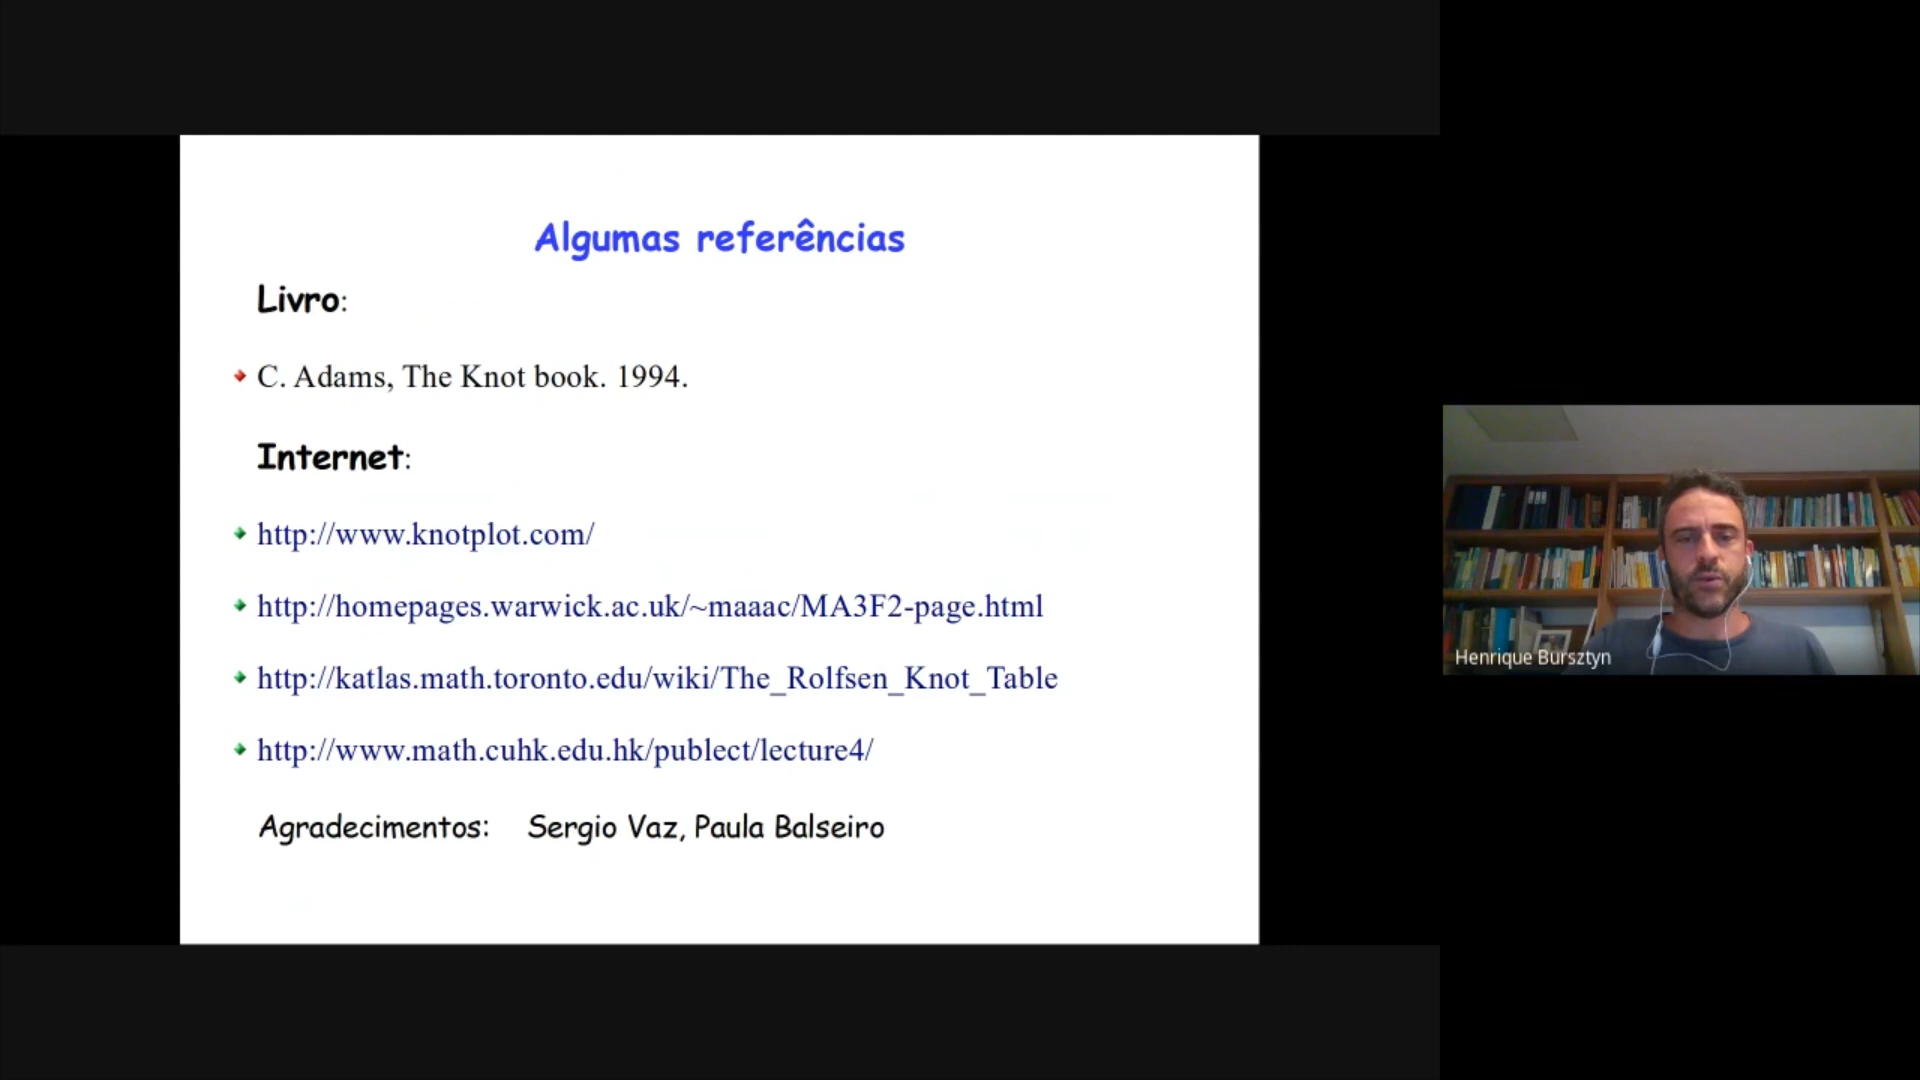 Algumas referências
Livro:
C. Adams, The Knot book. 1994.
Internet:
http://www.knotplot.com/
http://homepages.warwick.ac.uk/~maaac/MA3F2-page.html
http://katlas.math.toronto.edu/wiki/The_Rolfsen_Knot_Table
http://www.math.cuhk.edu.hk/publect/lecture4/
Agradecimentos: Sergio Vaz, Paula Balseiro
Henrique Bursztyn